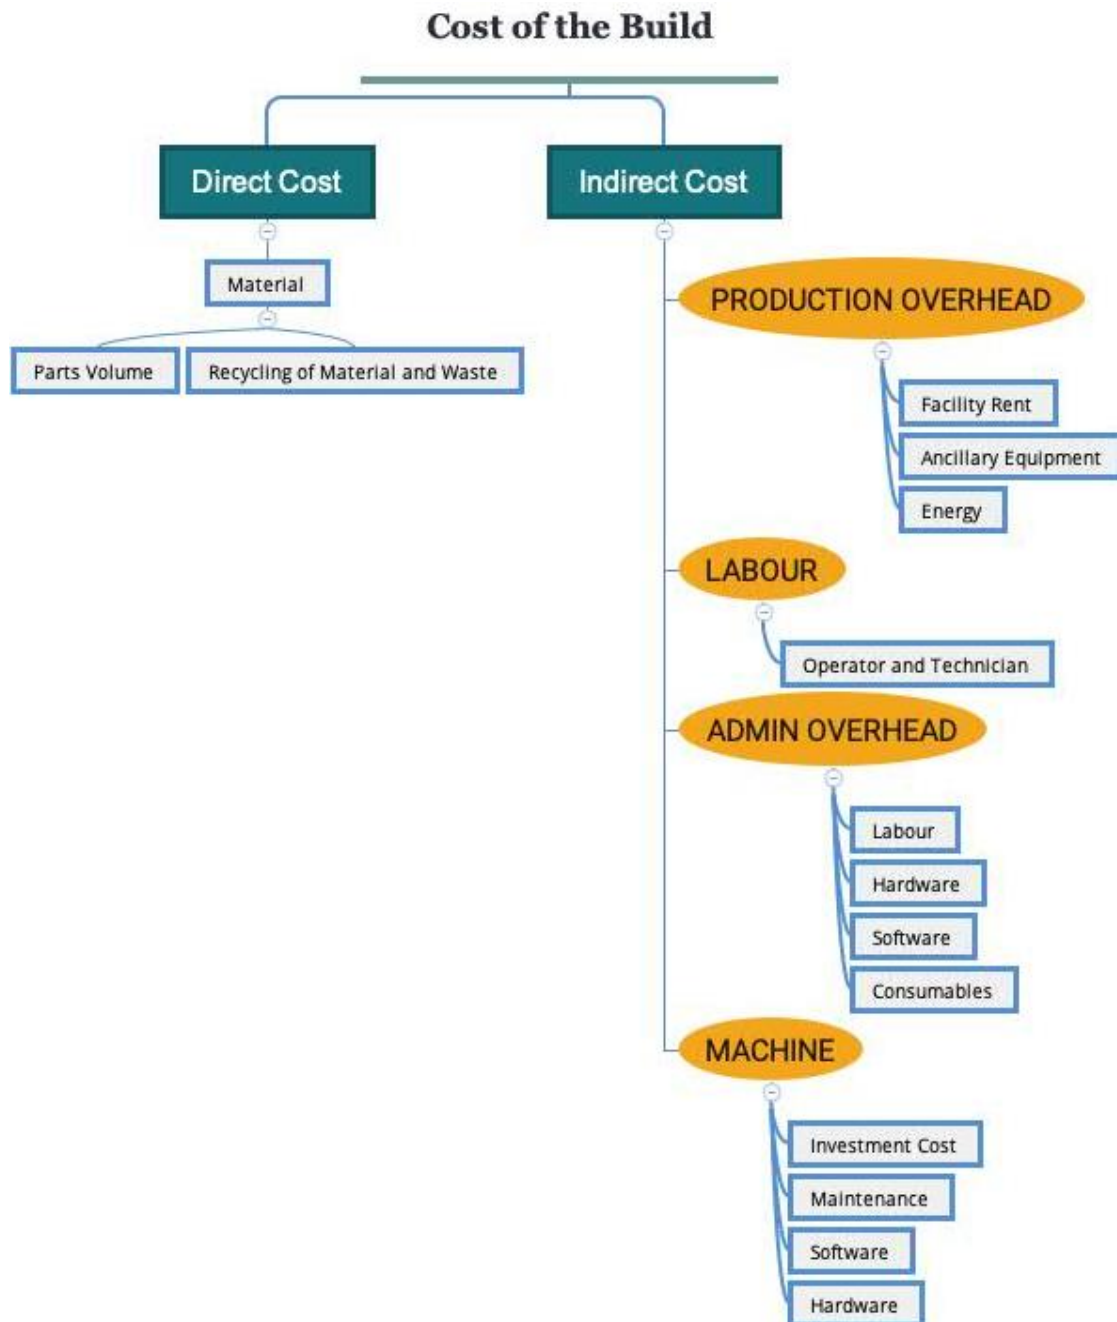 Cost of the Build
Direct Cost
Indirect Cost
Material
Parts Volume
Recycling of Material and Waste
PRODUCTION OVERHEAD
Facility Rent
Ancillary Equipment
Energy
LABOUR
Operator and Technician
ADMIN OVERHEAD
Labour
Hardware
Software
Consumables
MACHINE
Investment Cost
Maintenance
Software
Hardware